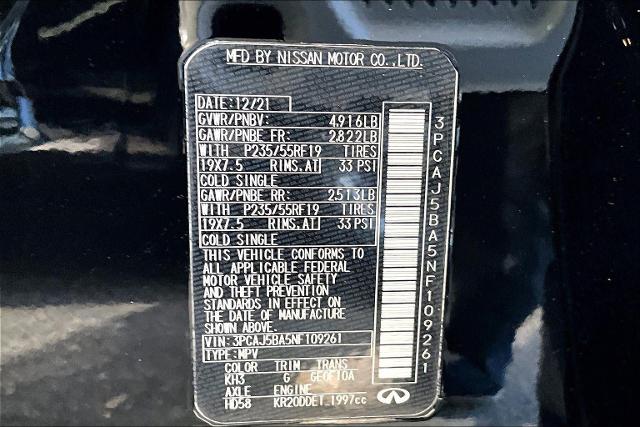 MFD BY NISSAN MOTOR CO.,LTD.
DATE: 12/21
GVWR/PNBV: 4,916LB
GAWR/PNBE FR: 2,822LB
WITH P235/55RF19 TIRES
19X7.5 RIMS.AT 33 PSI
COLD SINGLE
GAWR/PNBE RR: 2,513LB
WITH P235/55RF19 TIRES
19X7.5 RIMS.AT 33 PSI
COLD SINGLE
THIS VEHICLE CONFORMS TO
ALL APPLICABLE FEDERAL
MOTOR VEHICLE SAFETY
AND THEFT PREVENTION
STANDARDS IN EFFECT ON
THE DATE OF MANUFACTURE
SHOWN ABOVE.
VIN: 3PCAJ5BA5NF109261
TYPE: MPV
COLOR TRIM TRANS
KH3 G GE0F10A
AXLE ENGINE
HD58 KR20DDET 1997cc
3PCAJ5BA5NF109261